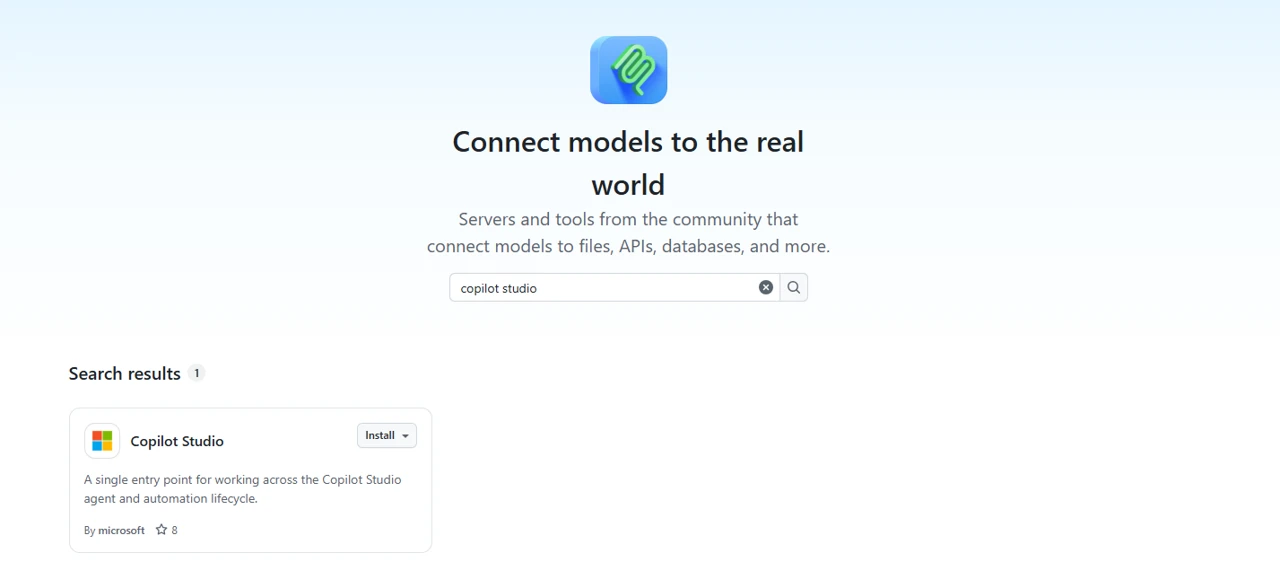 Connect models to the real
world
Servers and tools from the community that
connect models to files, APIs, databases, and more.
copilot studio
Search results 1
Copilot Studio
Install
A single entry point for working across the Copilot Studio
agent and automation lifecycle.
By microsoft 8